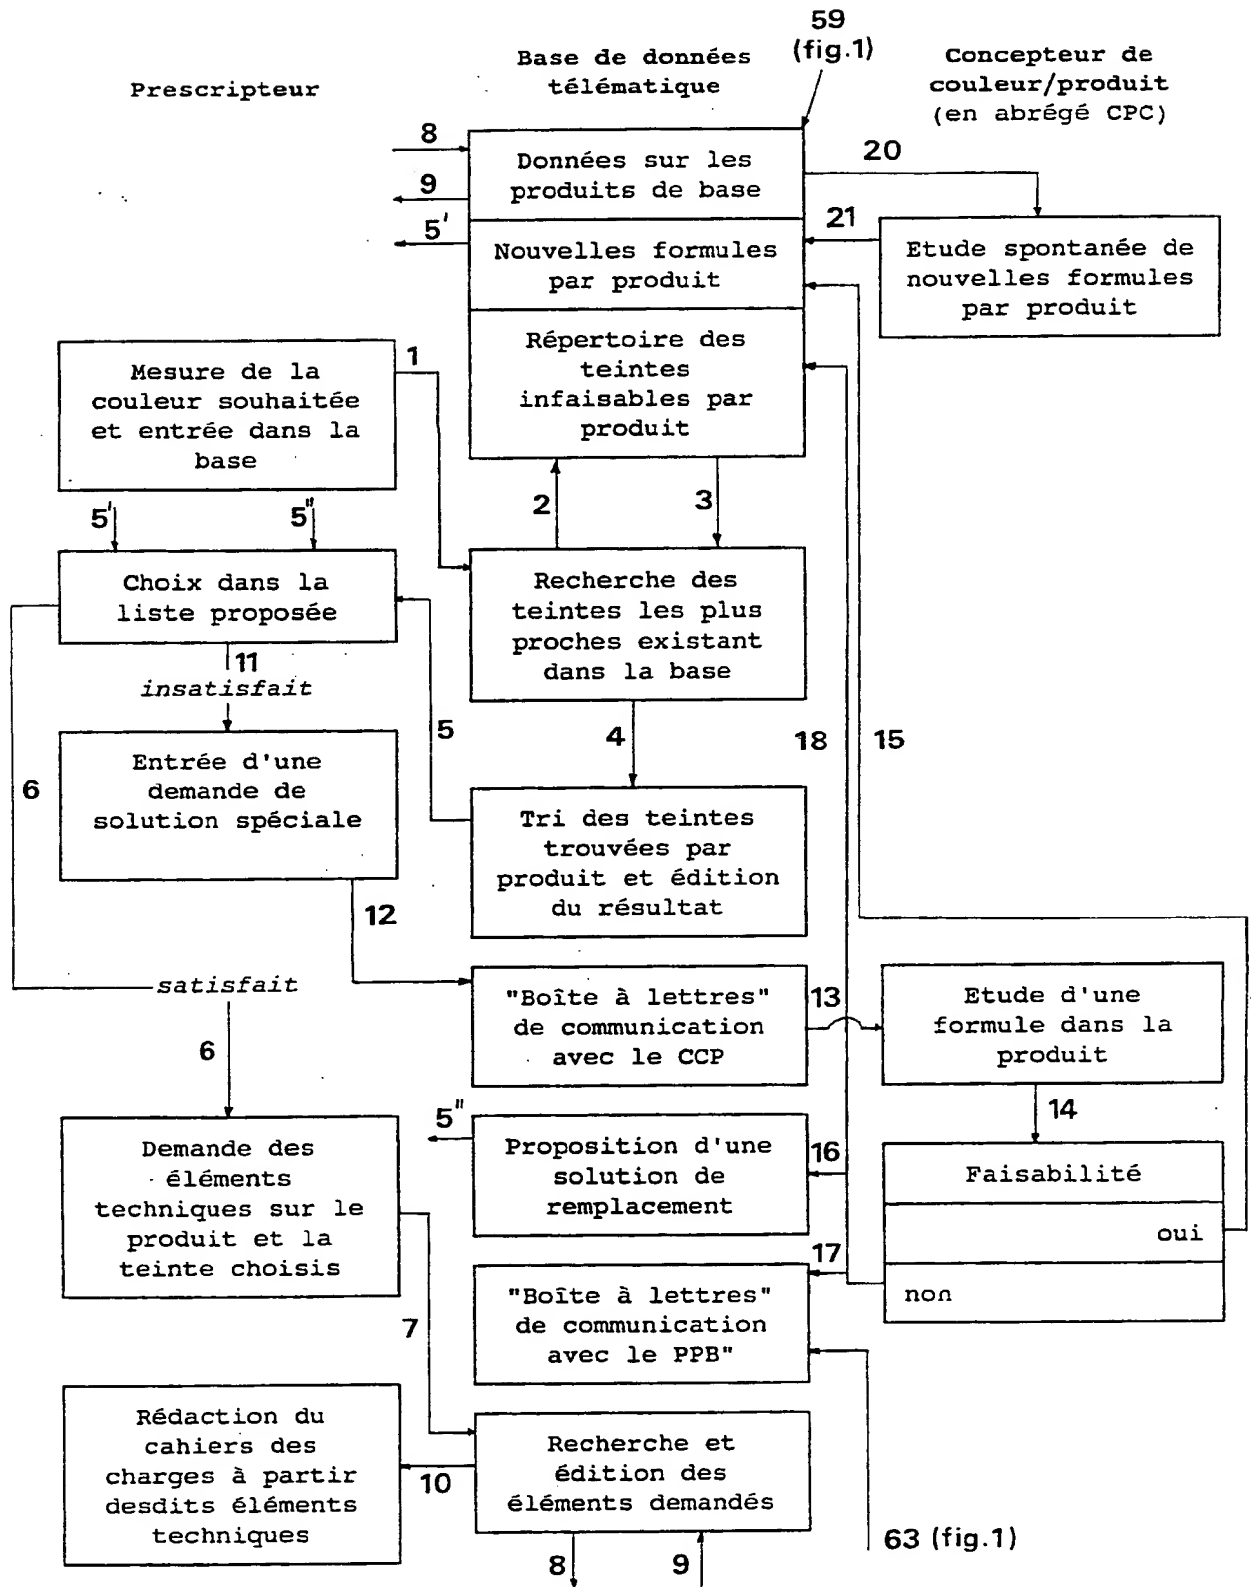 59
(fig.1)
Prescripteur
Base de données
télématique
Concepteur de
couleur/produit
(en abrégé CPC)
8
9
5'
20
21
Données sur les
produits de base
Nouvelles formules
par produit
Répertoire des
teintes
infaisables par
produit
Etude spontanée de
nouvelles formules
par produit
1
Mesure de la
couleur souhaitée
et entrée dans la
base
2
3
5'
5"
Choix dans la
liste proposée
Recherche des
teintes les plus
proches existant
dans la base
11
insatisfait
5
4
18
15
6
Entrée d'une
demande de
solution spéciale
Tri des teintes
trouvées par
produit et édition
du résultat
12
satisfait
6
"Boîte à lettres"
de communication
avec le CCP
13
Etude d'une
formule dans la
produit
14
5"
Demande des
éléments
techniques sur le
produit et la
teinte choisis
Proposition d'une
solution de
remplacement
16
Faisabilité
oui
non
17
7
"Boîte à lettres"
de communication
avec le PPB"
Rédaction du
cahiers des
charges à partir
desdits éléments
techniques
10
Recherche et
édition des
éléments demandés
63 (fig.1)
8
9